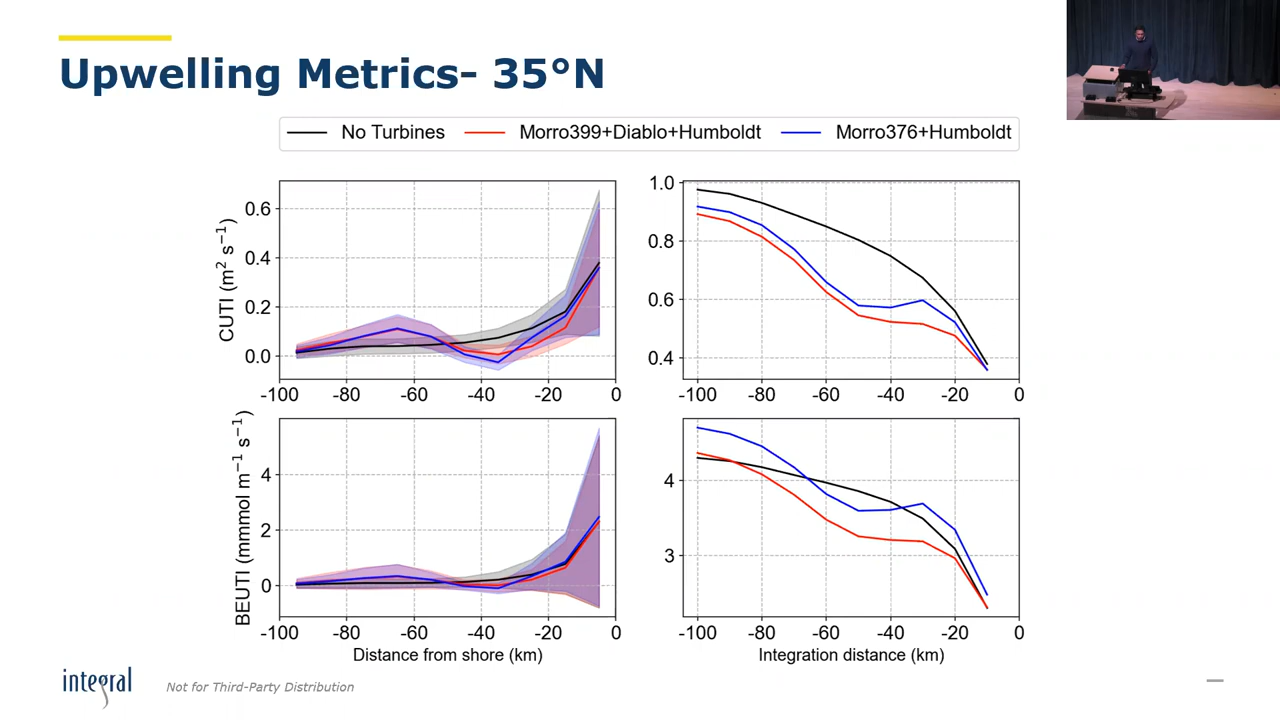 Upwelling Metrics- 35°N
No Turbines
Morro399+Diablo+Humboldt
Morro376+Humboldt
CUTI (m² s⁻¹)
0.6
0.4
0.2
0.0
-100 -80 -60 -40 -20 0
1.0
0.8
0.6
0.4
-100 -80 -60 -40 -20 0
BEUTI (mmmol m⁻¹ s⁻¹)
4
2
0
-100 -80 -60 -40 -20 0
Distance from shore (km)
4
3
-100 -80 -60 -40 -20 0
Integration distance (km)
integral
Not for Third-Party Distribution